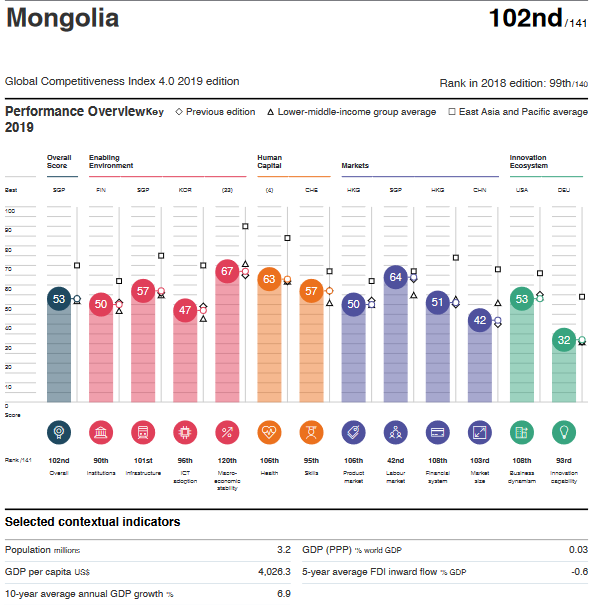 Mongolia 102nd/141
Global Competitiveness Index 4.0 2019 edition Rank in 2018 edition: 99th/140
Performance Overview Key ◇ Previous edition △ Lower-middle-income group average □ East Asia and Pacific average
2019
Overall Enabling Human Markets Innovation
Score Environment Capital Ecosystem
Best SGP FIN SGP KOR (33) (4) CHE HKG SGP HKG CHN USA DEU
100
90
80
70
60
50
40
30
20
10
0
Score
53 50 57 47 67 63 57 50 64 51 42 53 32
Rank /141 102nd 90th 101st 96th 120th 106th 95th 106th 42nd 108th 103rd 108th 93rd
Overall Institutions Infrastructure ICT adoption Macro-economic stability Health Skills Product market Labour market Financial system Market size Business dynamism Innovation capability
Selected contextual indicators
Population millions 3.2 GDP (PPP) % world GDP 0.03
GDP per capita US$ 4,026.3 5-year average FDI inward flow % GDP -0.6
10-year average annual GDP growth % 6.9